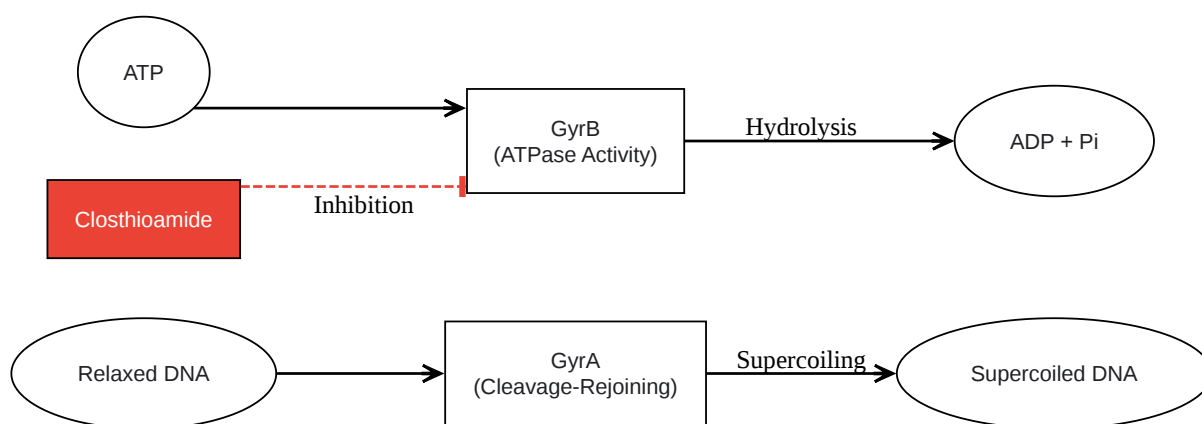 ATP
GyrB
(ATPase Activity)
Hydrolysis
ADP + Pi
Closthioamide
Inhibition
Relaxed DNA
GyrA
(Cleavage-Rejoining)
Supercoiling
Supercoiled DNA